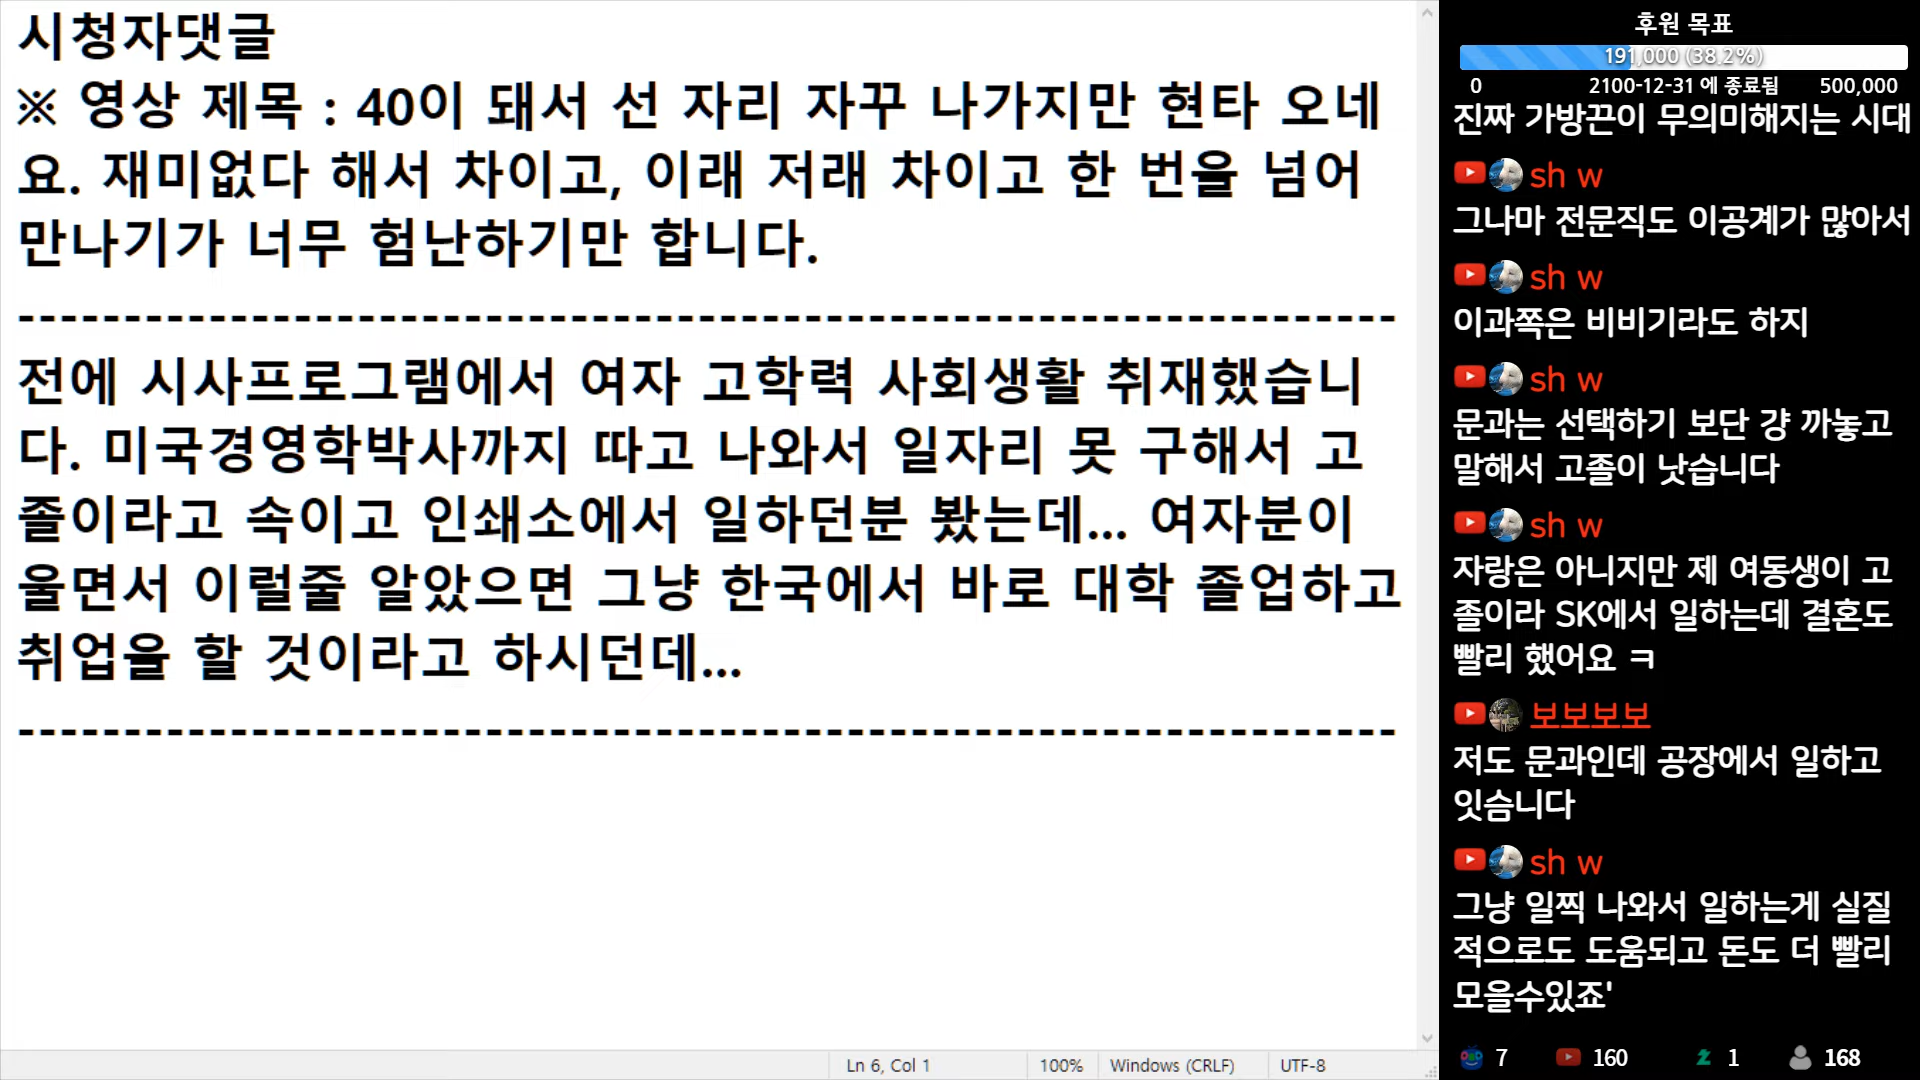 시청자댓글
※ 영상 제목 : 40이 돼서 선 자리 자꾸 나가지만 현타 오네
요. 재미없다 해서 차이고, 이래 저래 차이고 한 번을 넘어
만나기가 너무 험난하기만 합니다.
-----------------------------------------------------------------
전에 시사프로그램에서 여자 고학력 사회생활 취재했습니
다. 미국경영학박사까지 따고 나와서 일자리 못 구해서 고
졸이라고 속이고 인쇄소에서 일하던분 봤는데... 여자분이
울면서 이럴줄 알았으면 그냥 한국에서 바로 대학 졸업하고
취업을 할 것이라고 하시던데...
-----------------------------------------------------------------
Ln 6, Col 1
100%
Windows (CRLF)
UTF-8
후원 목표
191,000 (38.2%)
0 2100-12-31 에 종료됨 500,000
진짜 가방끈이 무의미해지는 시대
sh w
그나마 전문직도 이공계가 많아서
sh w
이과쪽은 비비기라도 하지
sh w
문과는 선택하기 보단 걍 까놓고
말해서 고졸이 낫습니다
sh w
자랑은 아니지만 제 여동생이 고
졸이라 SK에서 일하는데 결혼도
빨리 했어요 ㅋ
보보보보
저도 문과인데 공장에서 일하고
잇슴니다
sh w
그냥 일찍 나와서 일하는게 실질
적으로도 도움되고 돈도 더 빨리
모을수있죠'
7 160 1 168